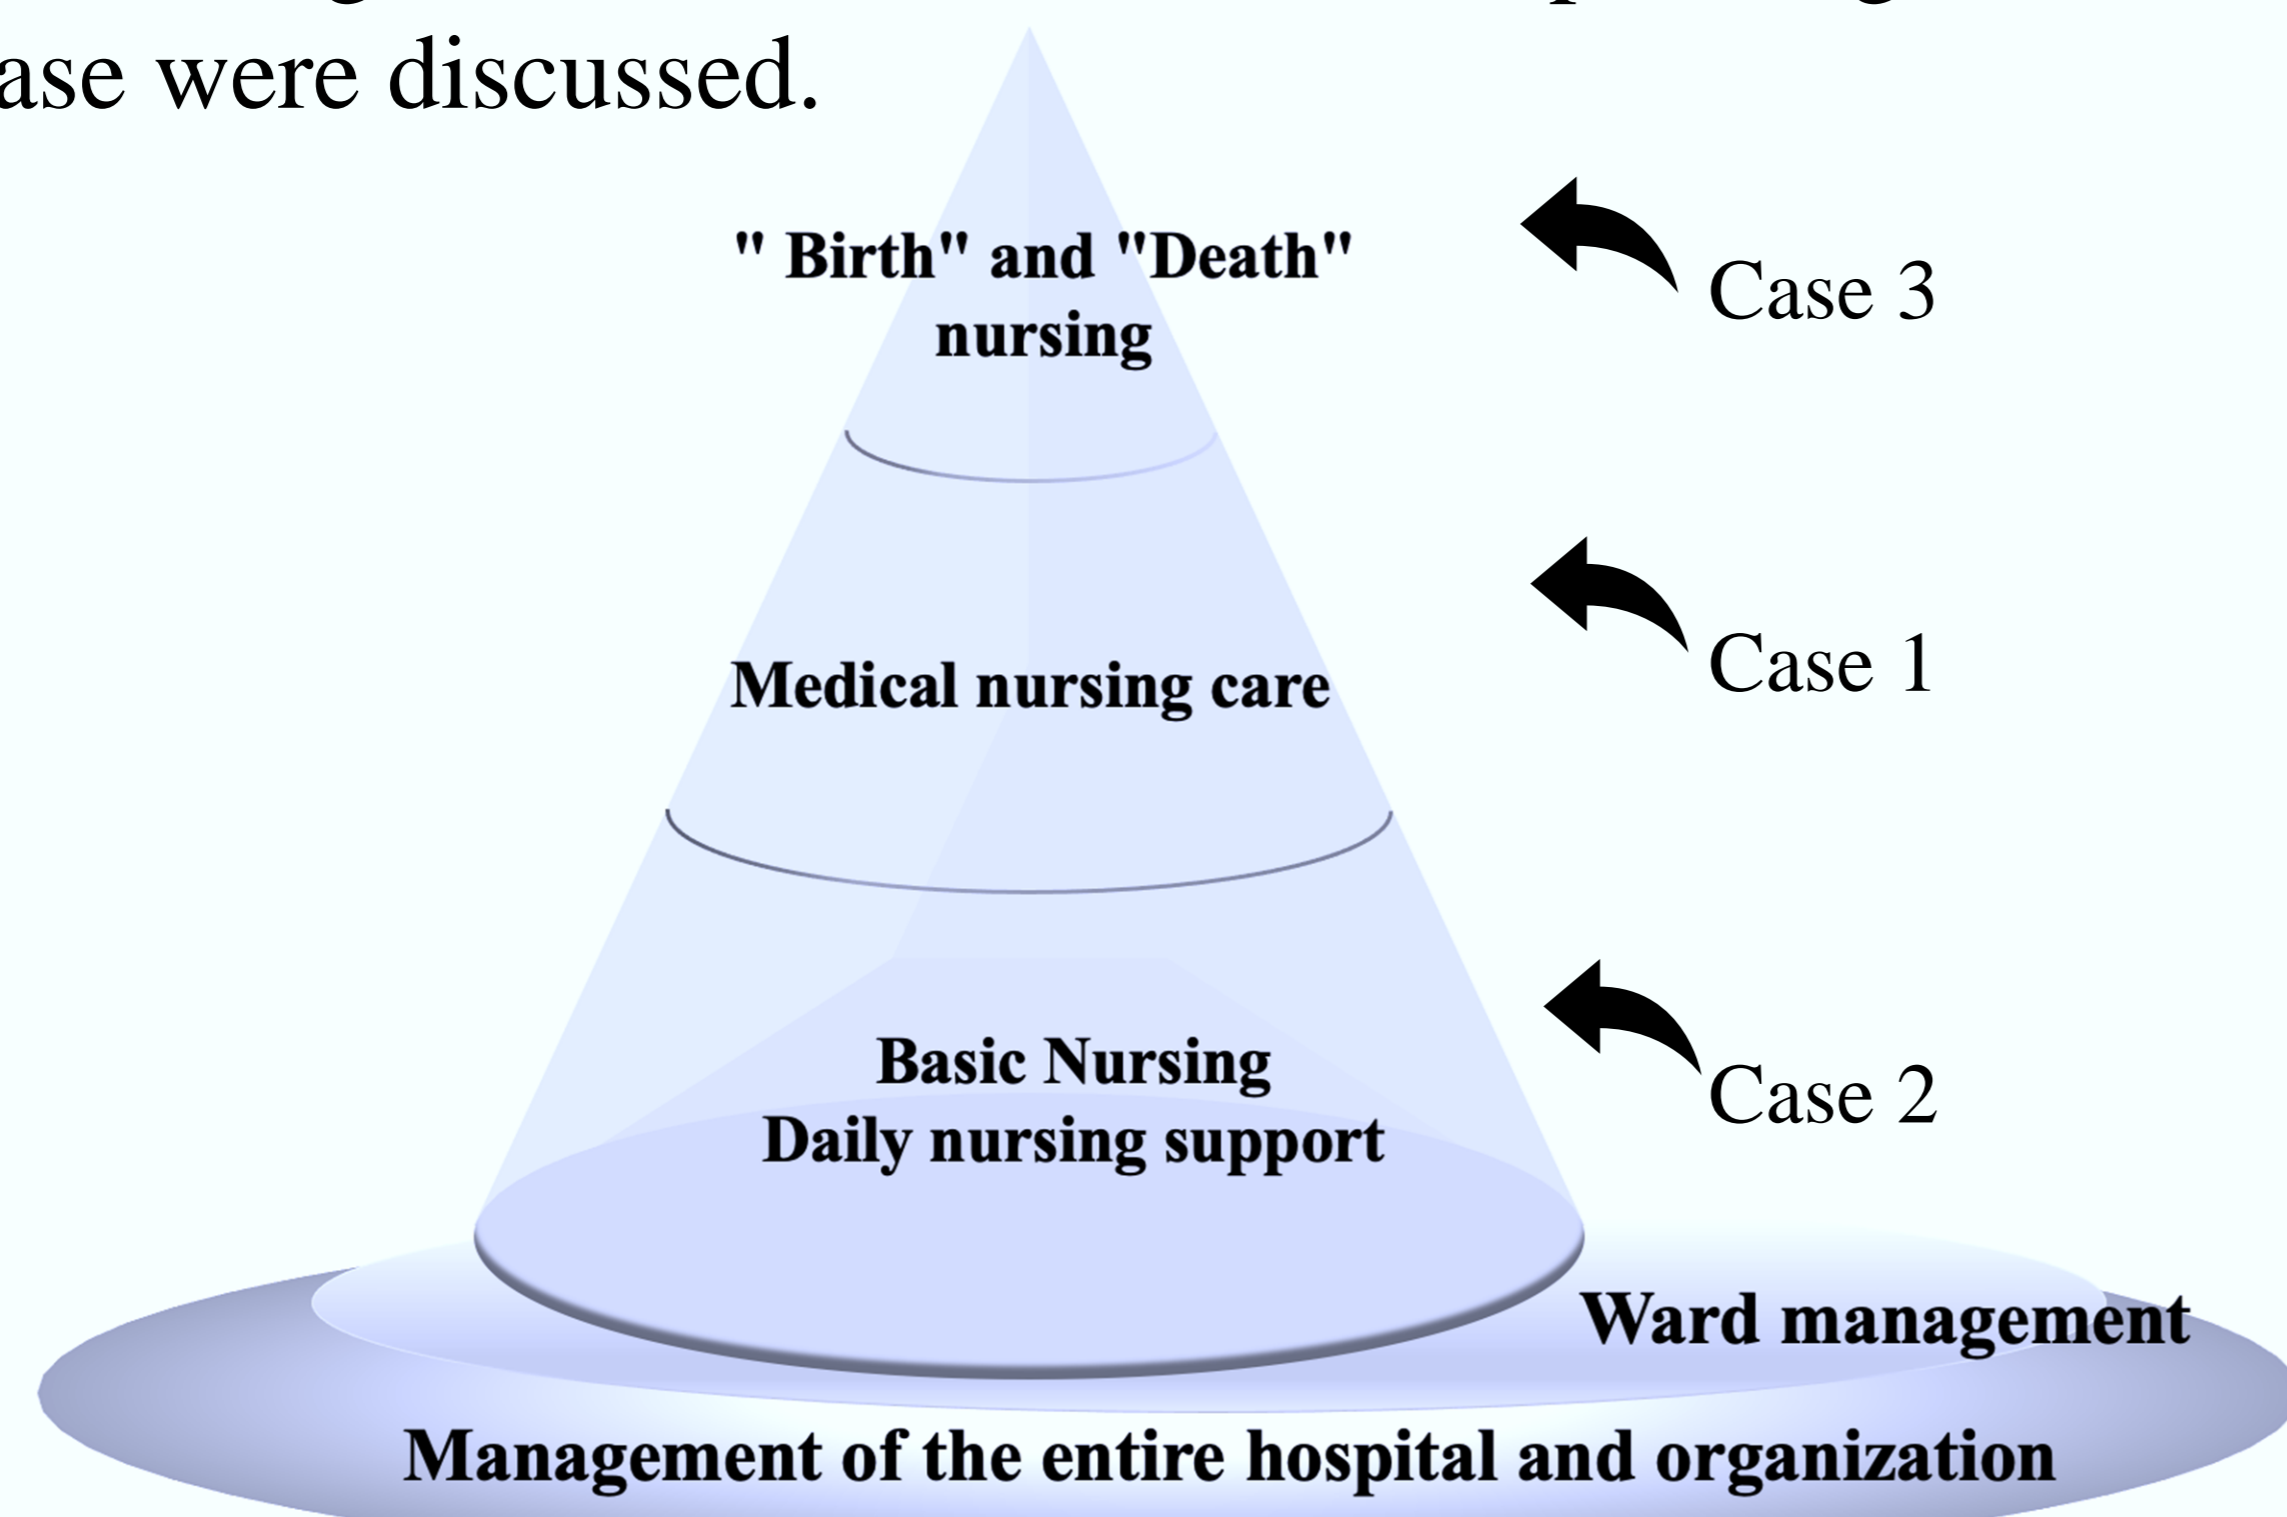 ase were discussed.
" Birth" and "Death"
nursing
Case 3
Medical nursing care
Case 1
Basic Nursing
Daily nursing support
Case 2
Ward management
Management of the entire hospital and organization